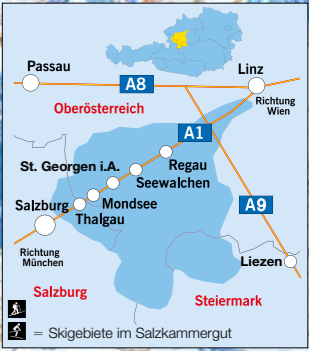 Passau
Linz
A8
Richtung
Wien
Oberösterreich
A1
St. Georgen i.A.
Regau
Seewalchen
Salzburg
Mondsee
Thalgau
A9
Richtung
München
Liezen
Salzburg
Steiermark
= Skigebiete im Salzkammergut